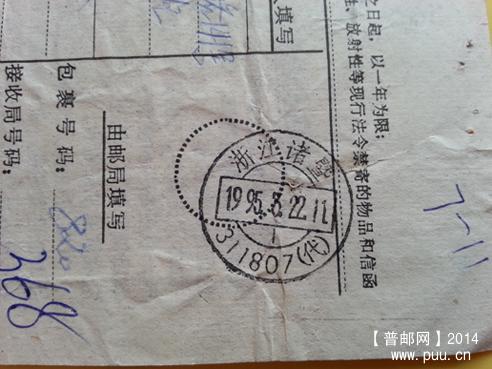 之日起，以一年为限；
性、放射性等现行法令禁寄的物品和信函
填写
由邮局填写
包裹号码：
接收局号码：
368
浙江诸暨
1995.3.22.11
311807(代)
7-11
【普邮网】2014
www.puu.cn